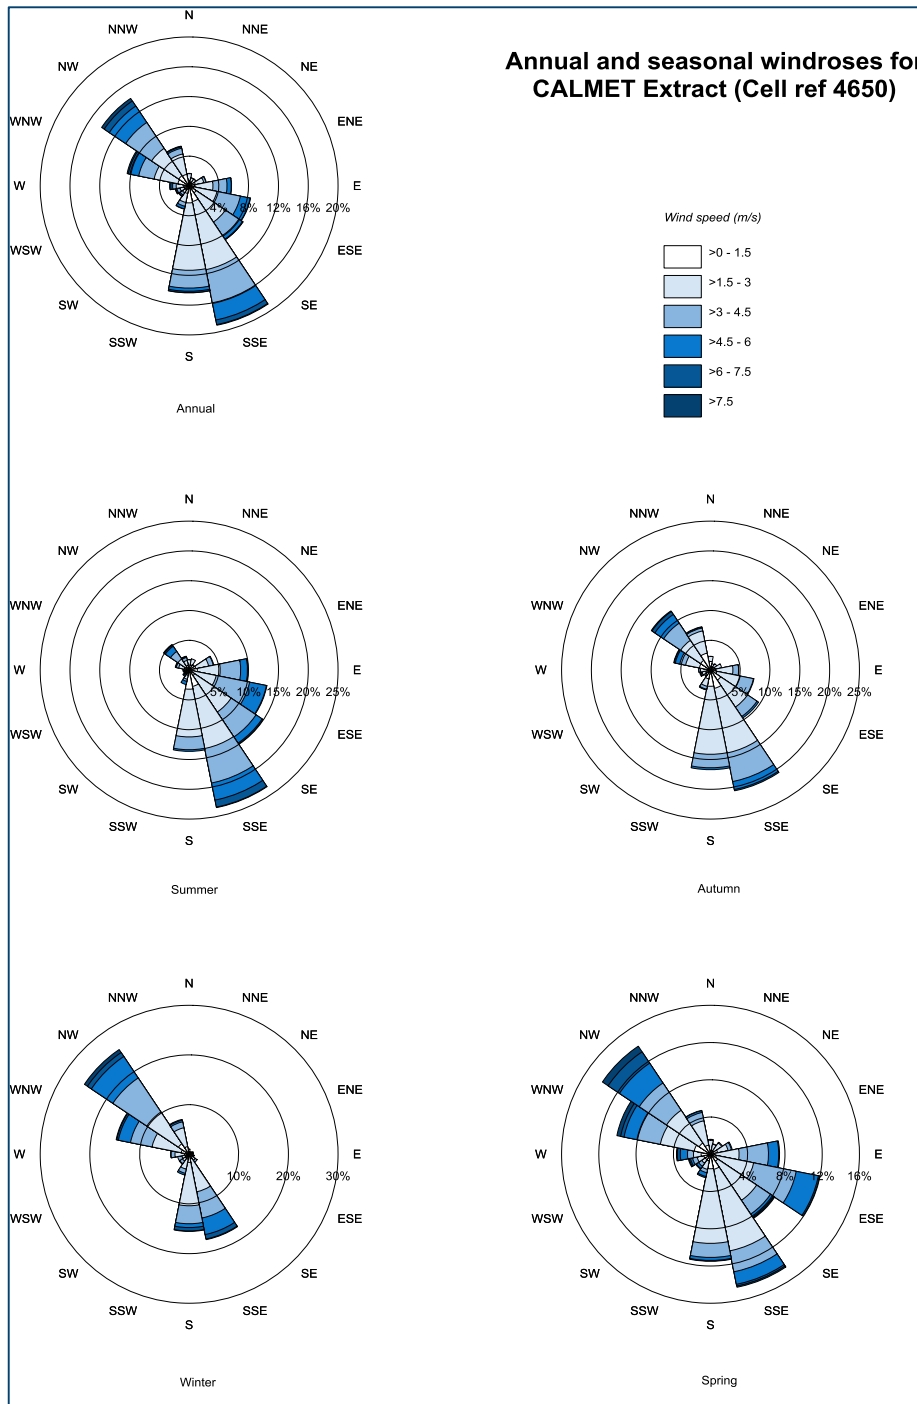 Annual and seasonal windroses for
CALMET Extract (Cell ref 4650)
N
NNW NNE
NW NE
WNW ENE
W E
4% 8% 12% 16% 20%
WSW ESE
SW SE
SSW SSE
S
Annual
Wind speed (m/s)
>0 - 1.5
>1.5 - 3
>3 - 4.5
>4.5 - 6
>6 - 7.5
>7.5
N
NNW NNE
NW NE
WNW ENE
W E
5% 10% 15% 20% 25%
WSW ESE
SW SE
SSW SSE
S
Summer
N
NNW NNE
NW NE
WNW ENE
W E
5% 10% 15% 20% 25%
WSW ESE
SW SE
SSW SSE
S
Autumn
N
NNW NNE
NW NE
WNW ENE
W E
10% 20% 30%
WSW ESE
SW SE
SSW SSE
S
Winter
N
NNW NNE
NW NE
WNW ENE
W E
4% 8% 12% 16%
WSW ESE
SW SE
SSW SSE
S
Spring